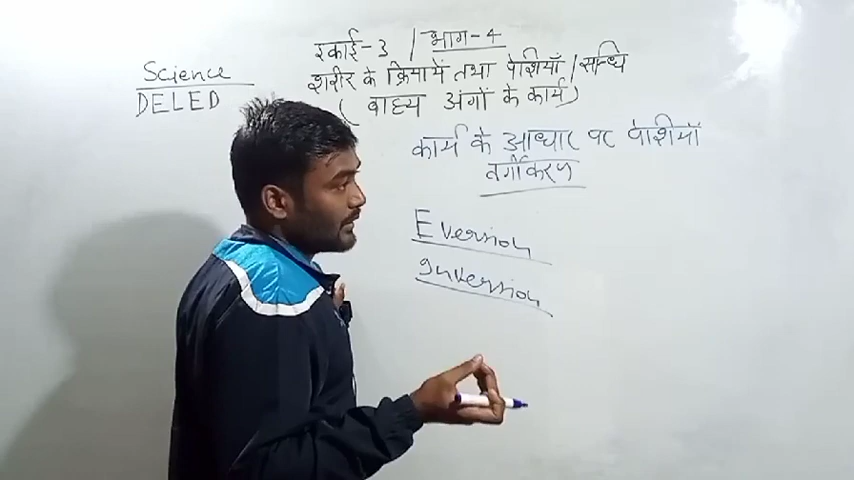 Science
DELED
इकाई-3 / भाग-4
शरीर के क्रियायें तथा पेशियाँ / सन्धि
( वाह्य अंगों के कार्य )
कार्य के आधार पर पेशियों
वर्गीकरण
Eversion
Inversion